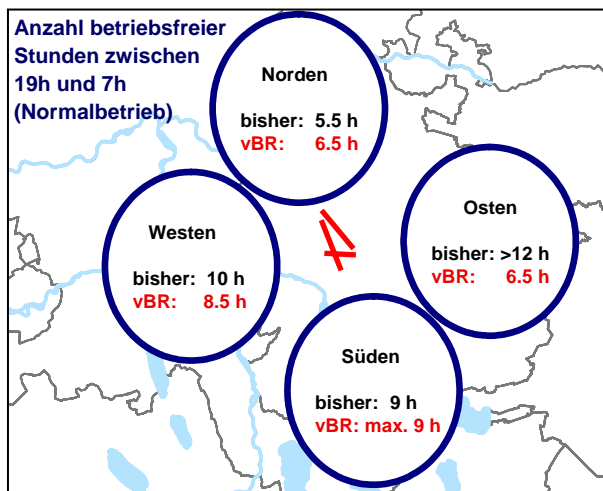 Anzahl betriebsfreier
Stunden zwischen
19h und 7h
(Normalbetrieb)
Norden
bisher: 5.5 h
vBR: 6.5 h
Westen
bisher: 10 h
vBR: 8.5 h
Osten
bisher: >12 h
vBR: 6.5 h
Süden
bisher: 9 h
vBR: max. 9 h